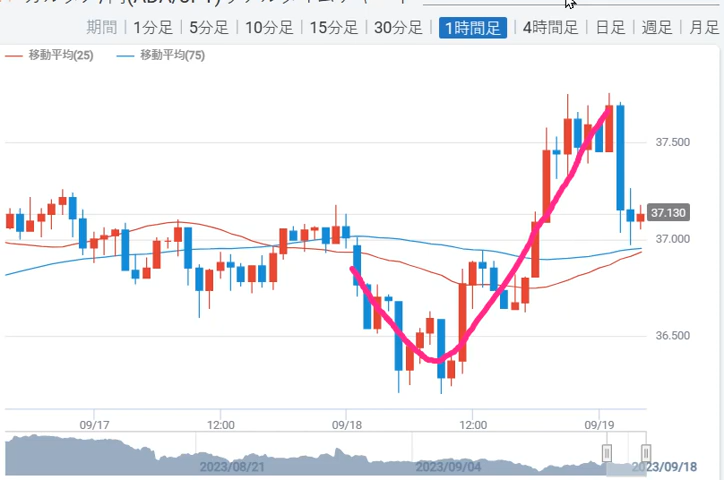 期間 | 1分足 | 5分足 | 10分足 | 15分足 | 30分足 | 1時間足 | 4時間足 | 日足 | 週足 | 月足
移動平均(25) 移動平均(75)
37.500
37.130
37.000
36.500
09/17 12:00 09/18 12:00 09/19
2023/08/21 2023/09/04 2023/09/18